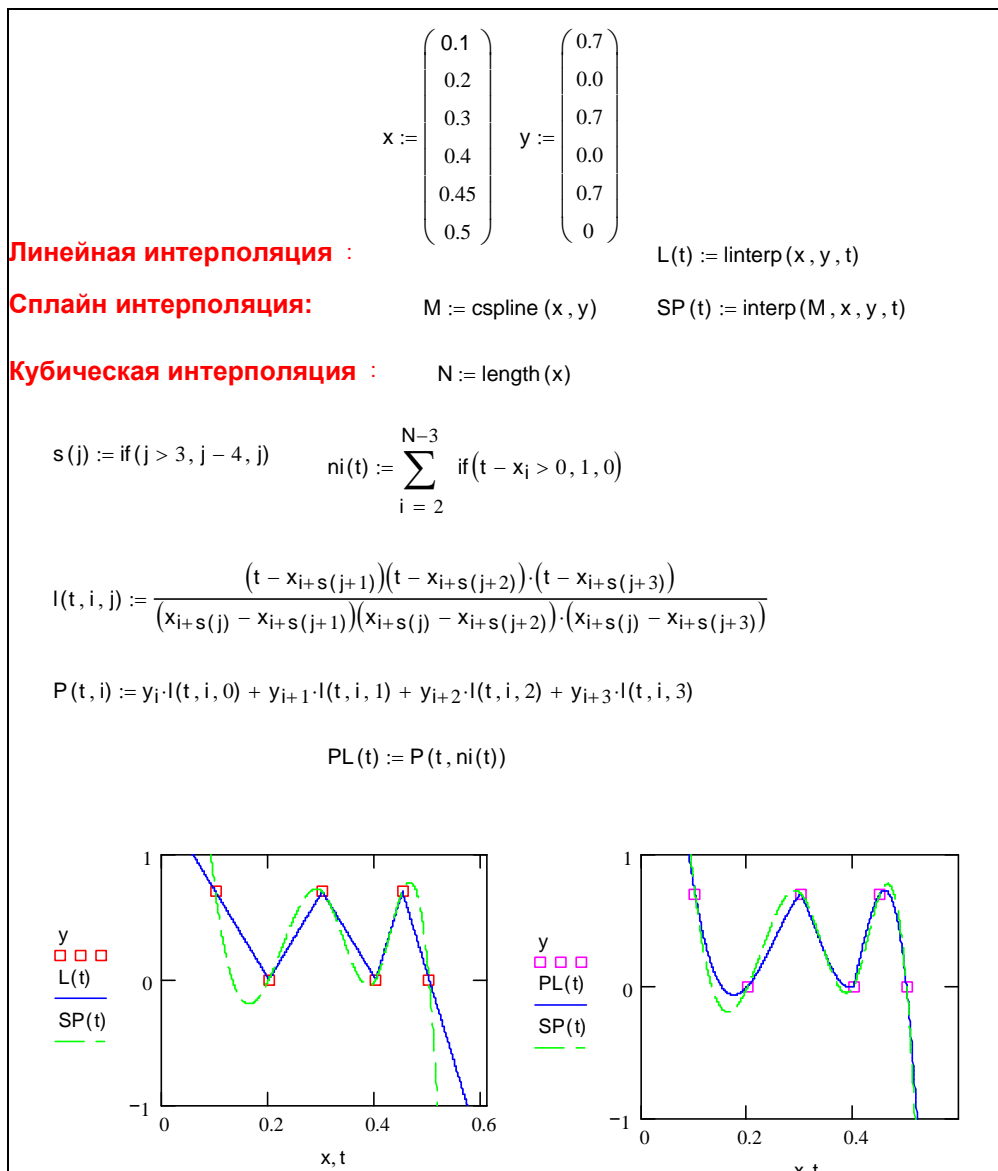 x := ( 0.1 0.2 0.3 0.4 0.45 0.5 ) y := ( 0.7 0.0 0.7 0.0 0.7 0 )
Линейная интерполяция : L(t) := linterp(x , y , t)
Сплайн интерполяция: M := cspline (x , y) SP(t) := interp(M , x , y , t)
Кубическая интерполяция : N := length(x)
s(j) := if(j > 3 , j − 4 , j) ni(t) := ∑_{i = 2}^{N−3} if(t − x_i > 0 , 1 , 0)
l(t , i , j) := (t − x_{i+s(j+1)})(t − x_{i+s(j+2)})·(t − x_{i+s(j+3)}) / (x_{i+s(j)} − x_{i+s(j+1)})(x_{i+s(j)} − x_{i+s(j+2)})·(x_{i+s(j)} − x_{i+s(j+3)})
P(t , i) := y_i·l(t , i , 0) + y_{i+1}·l(t , i , 1) + y_{i+2}·l(t , i , 2) + y_{i+3}·l(t , i , 3)
PL(t) := P(t , ni(t))
y
L(t)
SP(t)
1
0
−1
0 0.2 0.4 0.6
x, t
y
PL(t)
SP(t)
1
0
−1
0 0.2 0.4
x, t